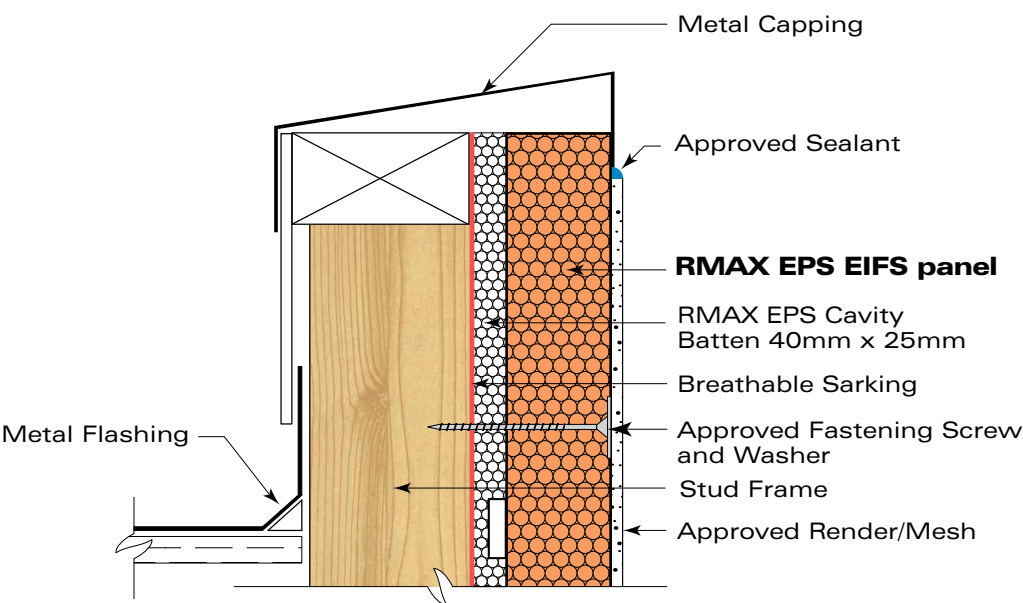 Metal Capping
Approved Sealant
RMAX EPS EIFS panel
RMAX EPS Cavity
Batten 40mm x 25mm
Breathable Sarking
Metal Flashing
Approved Fastening Screw
and Washer
Stud Frame
Approved Render/Mesh